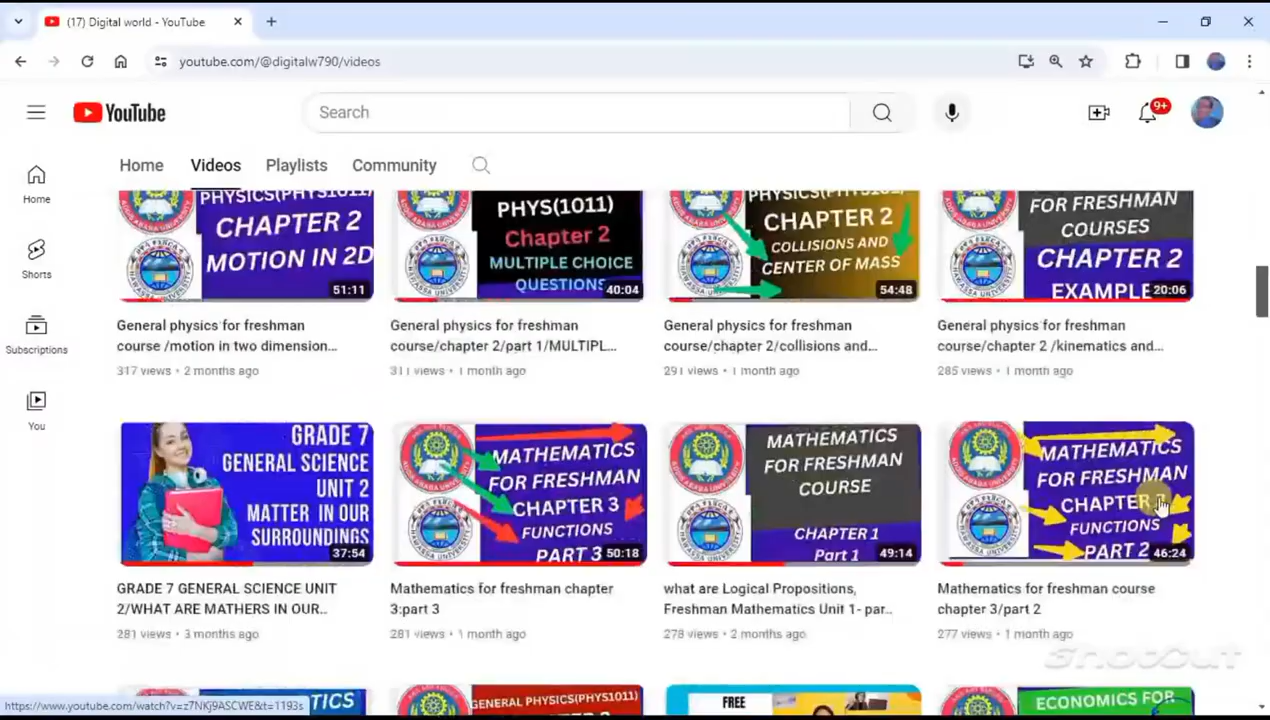 (17) Digital world - YouTube
youtube.com/@digitalw790/videos
YouTube
Search
9+
Home
Videos
Playlists
Community
Home
Shorts
Subscriptions
You
PHYSICS(PHYS1011)
CHAPTER 2
MOTION IN 2D
51:11
General physics for freshman
course /motion in two dimension...
317 views • 2 months ago
PHYS(1011)
Chapter 2
MULTIPLE CHOICE
QUESTIONS
40:04
General physics for freshman
course/chapter 2/part 1/MULTIPL...
311 views • 1 month ago
CHAPTER 2
COLLISIONS AND
CENTER OF MASS
54:48
General physics for freshman
course/chapter 2 /collisions and...
291 views • 1 month ago
FOR FRESHMAN
COURSES
CHAPTER 2
EXAMPLE
20:06
General physics for freshman
course/chapter 2 /kinematics and...
285 views • 1 month ago
GRADE 7
GENERAL SCIENCE
UNIT 2
MATTER IN OUR
SURROUNDINGS
37:54
GRADE 7 GENERAL SCIENCE UNIT
2/WHAT ARE MATHERS IN OUR...
281 views • 3 months ago
MATHEMATICS
FOR FRESHMAN
CHAPTER 3
FUNCTIONS
PART 3
50:18
Mathematics for freshman chapter
3:part 3
281 views • 1 month ago
MATHEMATICS
FOR FRESHMAN
COURSE
CHAPTER 1
Part 1
49:14
what are Logical Propositions,
Freshman Mathematics Unit 1- par...
278 views • 2 months ago
MATHEMATICS
FOR FRESHMAN
CHAPTER
FUNCTIONS
PART 2
46:24
Mathematics for freshman course
chapter 3/part 2
277 views • 1 month ago
GENERAL PHYSICS(PHYS1011)
FREE
ECONOMICS FOR
https://www.youtube.com/watch?v=z7NKj9ASCWE&t=1193s
ShotCut